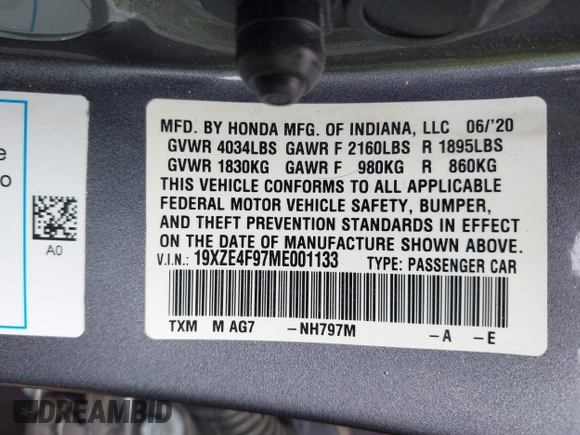 MFD. BY HONDA MFG. OF INDIANA, LLC 06/'20
GVWR 4034LBS GAWR F 2160LBS R 1895LBS
GVWR 1830KG GAWR F 980KG R 860KG
THIS VEHICLE CONFORMS TO ALL APPLICABLE
FEDERAL MOTOR VEHICLE SAFETY, BUMPER,
AND THEFT PREVENTION STANDARDS IN EFFECT
ON THE DATE OF MANUFACTURE SHOWN ABOVE.
V.I.N.: 19XZE4F97ME001133 TYPE: PASSENGER CAR
TXM M AG7 -NH797M -A -E
e
o
A0
DREAMBID